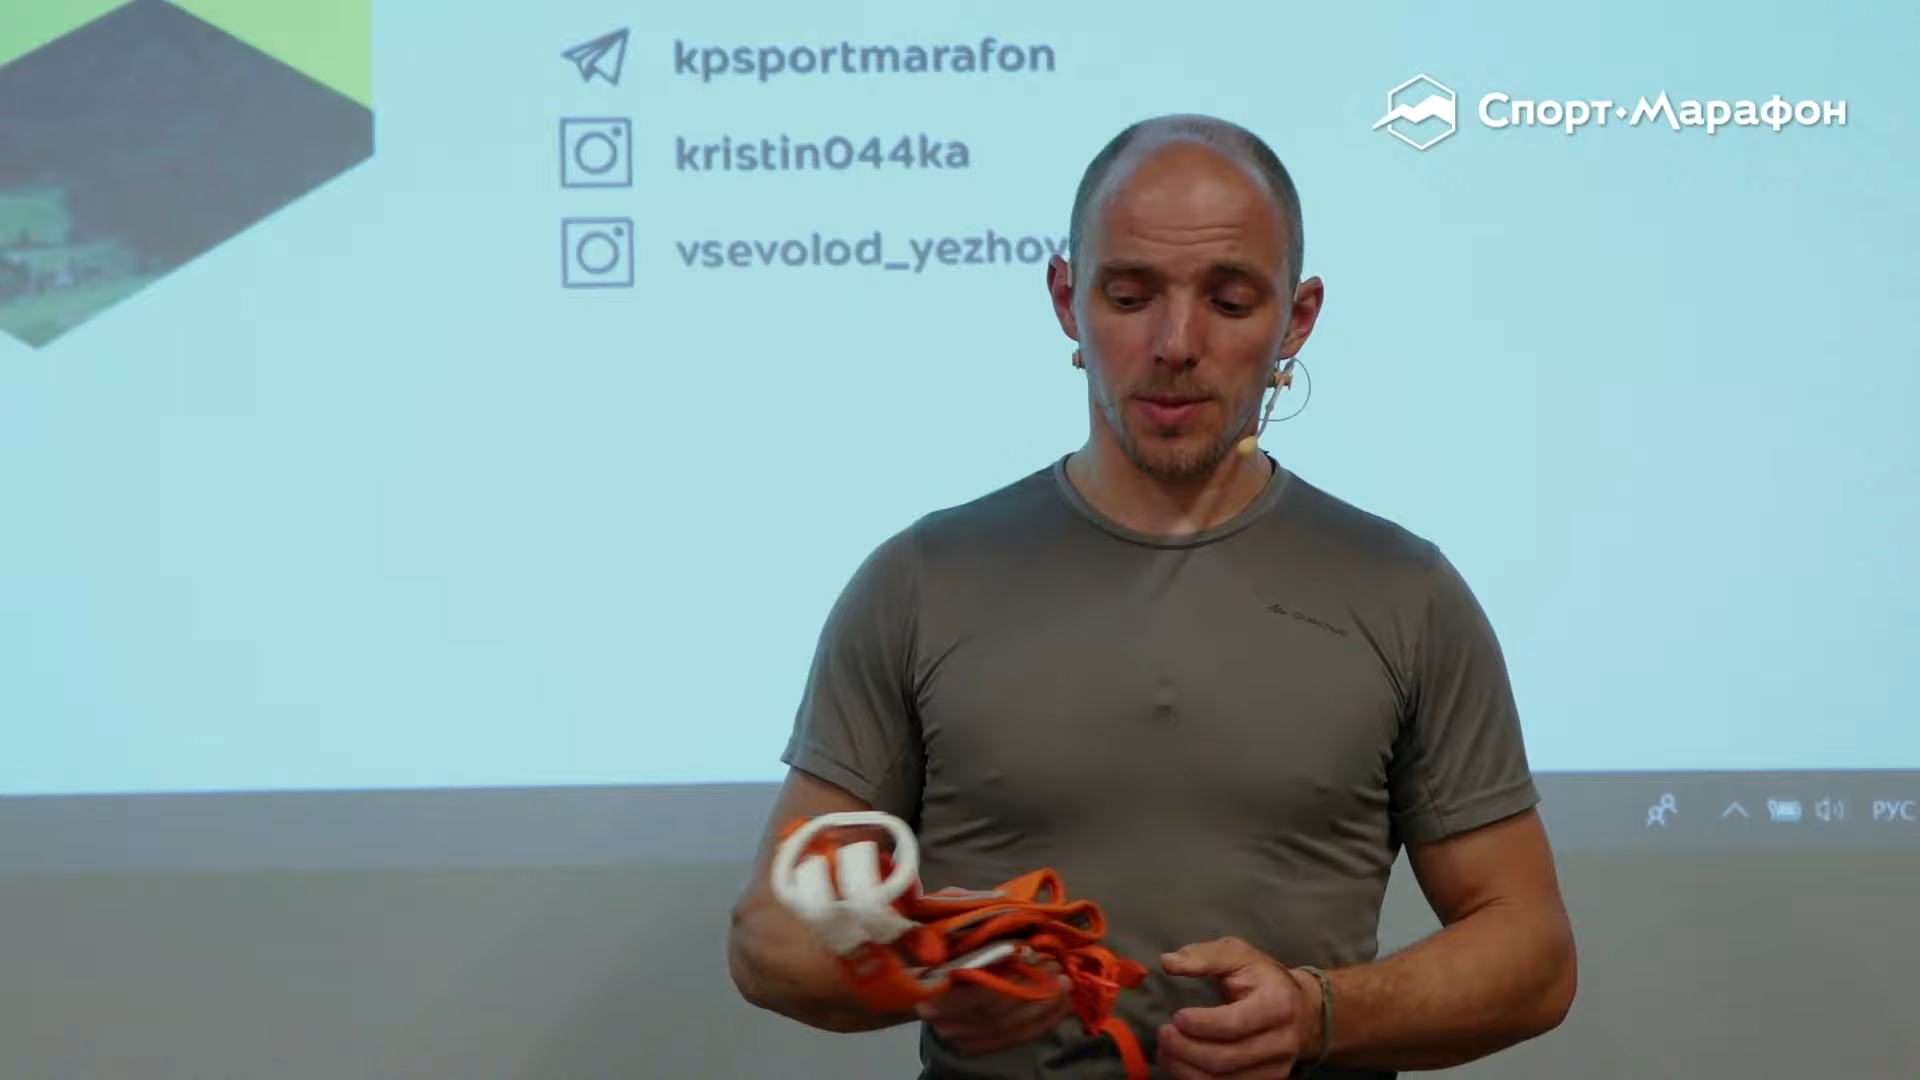 kpsportmarafon
Спорт·Марафон
kristin044ka
vsevolod_yezhov
РУС